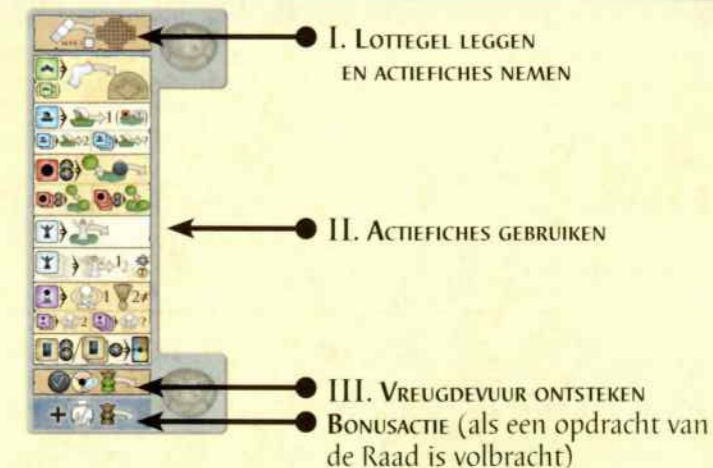 I. Lottegel leggen
en actiefiches nemen
II. Actiefiches gebruiken
III. Vreugdevuur ontsteken
Bonusactie (als een opdracht van
de Raad is volbracht)